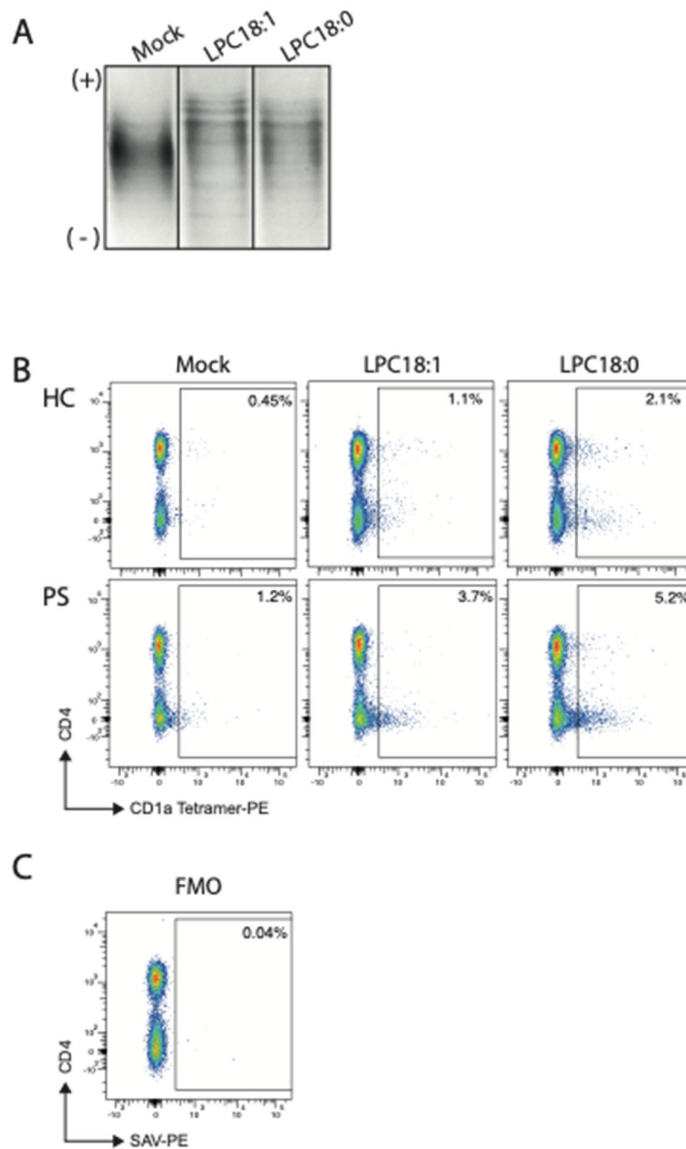 A
Mock LPC18:1 LPC18:0
(+)
(-)
B
Mock LPC18:1 LPC18:0
HC
0.45% 1.1% 2.1%
PS
1.2% 3.7% 5.2%
CD4
CD1a Tetramer-PE
C
FMO
0.04%
CD4
SAV-PE